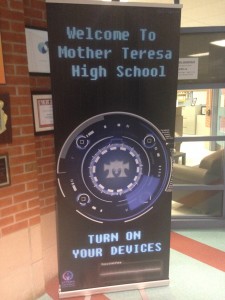 Welcome To
Mother Teresa
High School
TURN ON
YOUR DEVICES